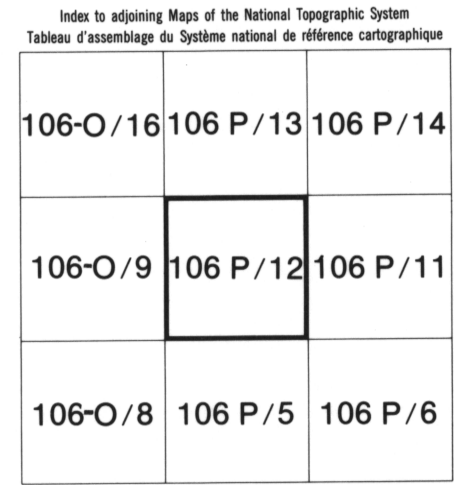 Index to adjoining Maps of the National Topographic System
Tableau d'assemblage du Système national de référence cartographique
106-O/16 106 P/13 106 P/14
106-O/9 106 P/12 106 P/11
106-O/8 106 P/5 106 P/6